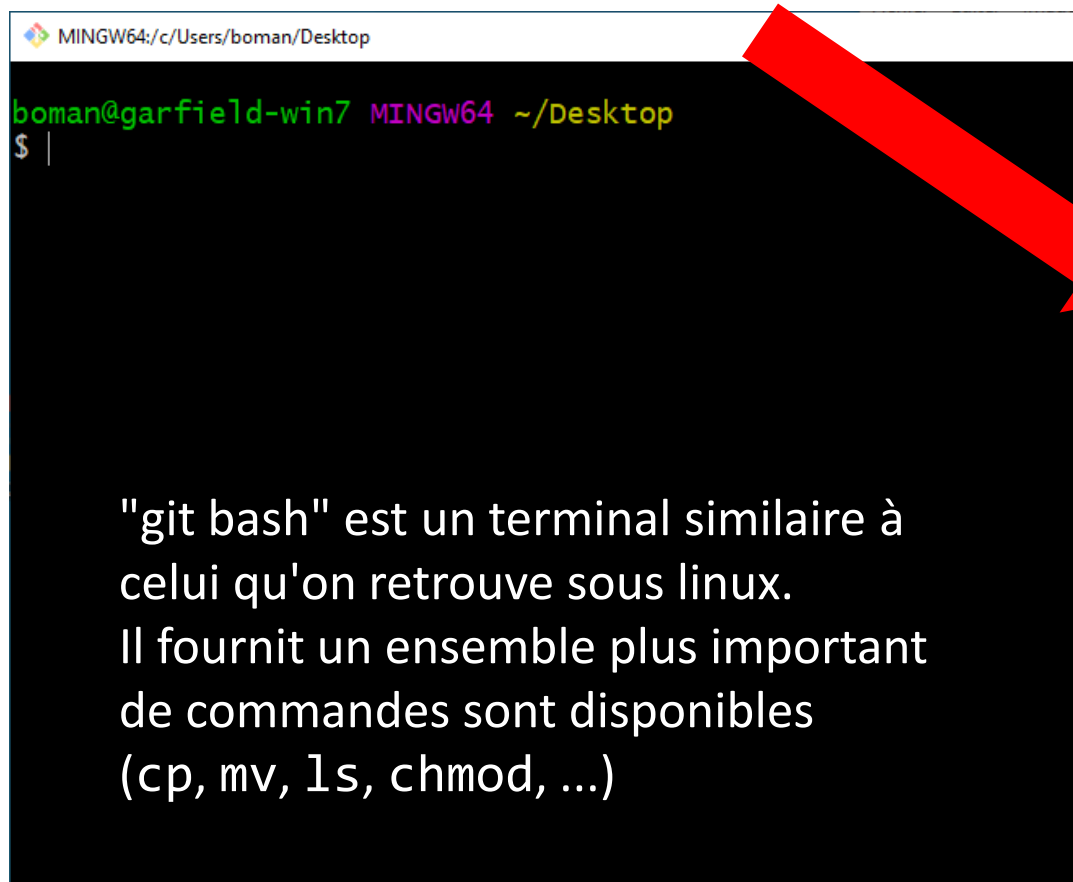 MINGW64:/c/Users/boman/Desktop
boman@garfield-win7 MINGW64 ~/Desktop
$
"git bash" est un terminal similaire à
celui qu'on retrouve sous linux.
Il fournit un ensemble plus important
de commandes sont disponibles
(cp, mv, ls, chmod, ...)